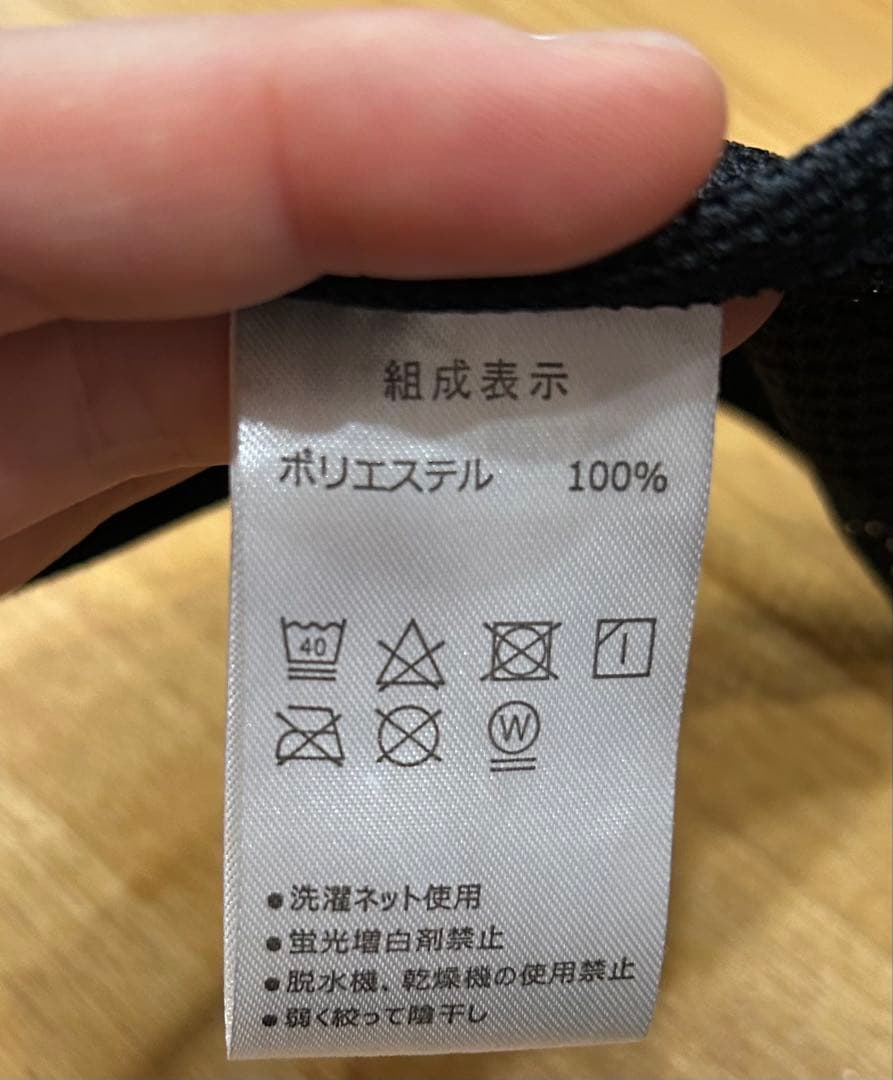 組成表示
ポリエステル 100%
40
W
●洗濯ネット使用
●蛍光増白剤禁止
●脱水機、乾燥機の使用禁止
●弱く絞って陰干し